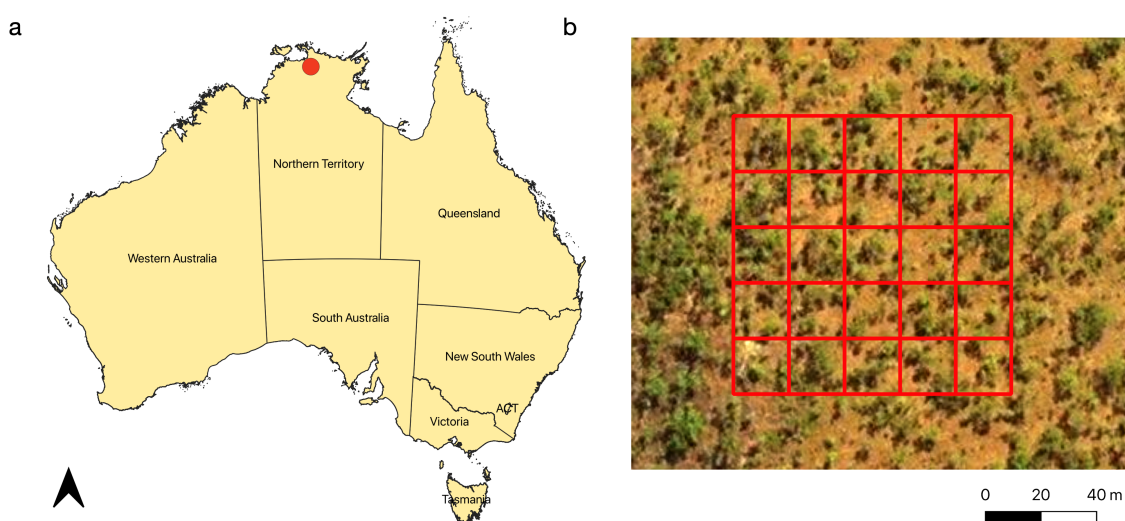 a
b
Northern Territory
Queensland
Western Australia
South Australia
New South Wales
ACT
Victoria
Tasmania
0 20 40 m